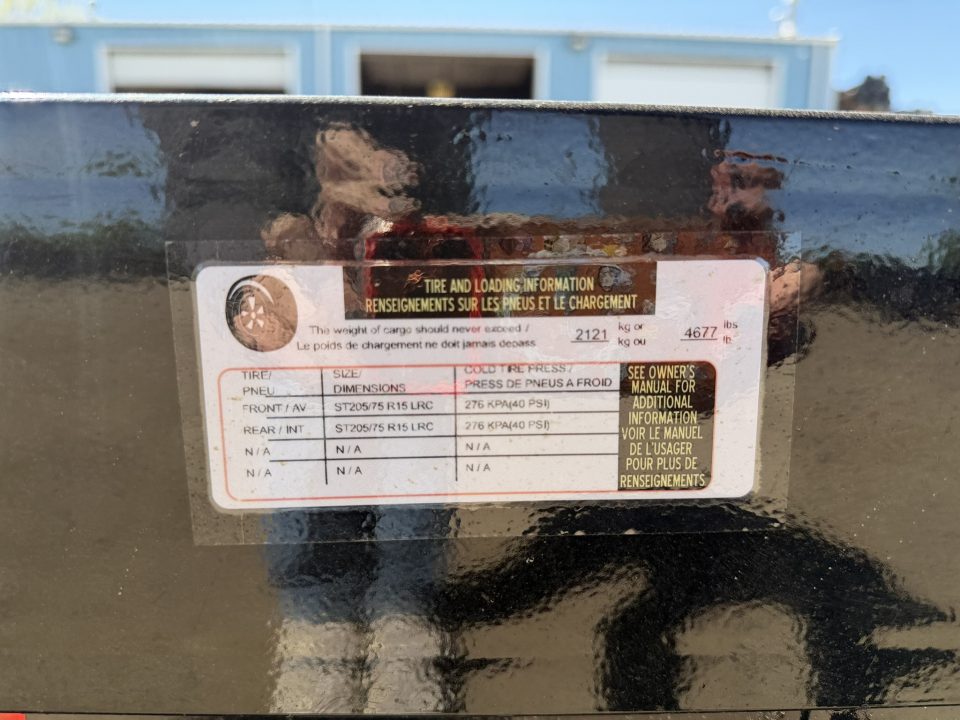 TIRE AND LOADING INFORMATION
RENSEIGNEMENTS SUR LES PNEUS ET LE CHARGEMENT
The weight of cargo should never exceed / 2121 kg or 4677 lbs
Le poids de chargement ne doit jamais depass kg ou lb
TIRE/ SIZE/ COLD TIRE PRESS /
PNEU DIMENSIONS PRESS DE PNEUS A FROID
FRONT / AV ST205/75 R15 LRC 276 KPA(40 PSI)
REAR / INT ST205/75 R15 LRC 276 KPA(40 PSI)
N / A N / A N / A
N / A N / A N / A
SEE OWNER'S
MANUAL FOR
ADDITIONAL
INFORMATION
VOIR LE MANUEL
DE L'USAGER
POUR PLUS DE
RENSEIGNEMENTS